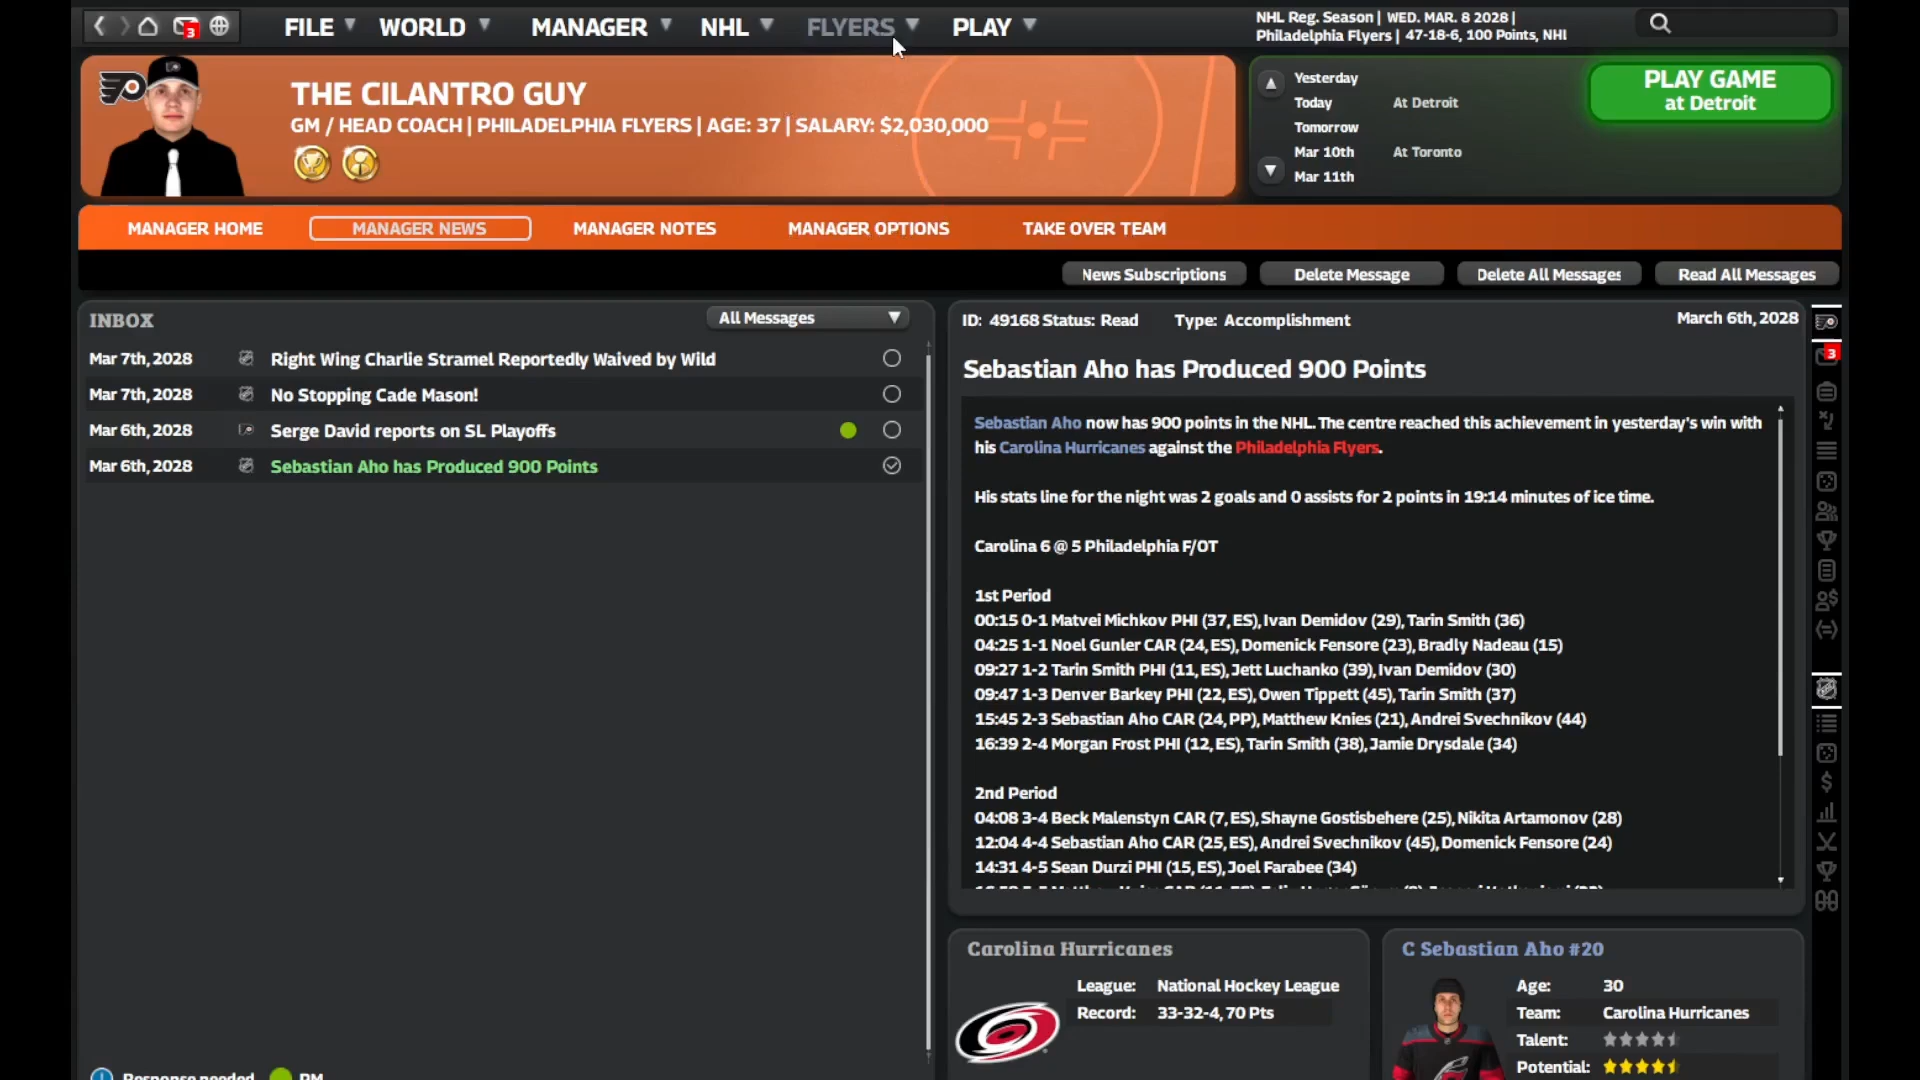 3
FILE
WORLD
MANAGER
NHL
FLYERS
PLAY
NHL Reg. Season | WED. MAR. 8 2028 |
Philadelphia Flyers | 47-18-6, 100 Points, NHL
THE CILANTRO GUY
GM / HEAD COACH | PHILADELPHIA FLYERS | AGE: 37 | SALARY: $2,030,000
Yesterday
Today At Detroit
Tomorrow
Mar 10th At Toronto
Mar 11th
PLAY GAME
at Detroit
MANAGER HOME
MANAGER NEWS
MANAGER NOTES
MANAGER OPTIONS
TAKE OVER TEAM
News Subscriptions
Delete Message
Delete All Messages
Read All Messages
INBOX
All Messages
Mar 7th, 2028 Right Wing Charlie Stramel Reportedly Waived by Wild
Mar 7th, 2028 No Stopping Cade Mason!
Mar 6th, 2028 Serge David reports on SL Playoffs
Mar 6th, 2028 Sebastian Aho has Produced 900 Points
Response needed
PM
ID: 49168 Status: Read Type: Accomplishment March 6th, 2028
Sebastian Aho has Produced 900 Points
Sebastian Aho now has 900 points in the NHL. The centre reached this achievement in yesterday's win with
his Carolina Hurricanes against the Philadelphia Flyers.
His stats line for the night was 2 goals and 0 assists for 2 points in 19:14 minutes of ice time.
Carolina 6 @ 5 Philadelphia F/OT
1st Period
00:15 0-1 Matvei Michkov PHI (37, ES), Ivan Demidov (29), Tarin Smith (36)
04:25 1-1 Noel Gunler CAR (24, ES), Domenick Fensore (23), Bradly Nadeau (15)
09:27 1-2 Tarin Smith PHI (11, ES), Jett Luchanko (39), Ivan Demidov (30)
09:47 1-3 Denver Barkey PHI (22, ES), Owen Tippett (45), Tarin Smith (37)
15:45 2-3 Sebastian Aho CAR (24, PP), Matthew Knies (21), Andrei Svechnikov (44)
16:39 2-4 Morgan Frost PHI (12, ES), Tarin Smith (38), Jamie Drysdale (34)
2nd Period
04:08 3-4 Beck Malenstyn CAR (7, ES), Shayne Gostisbehere (25), Nikita Artamonov (28)
12:04 4-4 Sebastian Aho CAR (25, ES), Andrei Svechnikov (45), Domenick Fensore (24)
14:31 4-5 Sean Durzi PHI (15, ES), Joel Farabee (34)
3
Carolina Hurricanes
League: National Hockey League
Record: 33-32-4, 70 Pts
C Sebastian Aho #20
Age: 30
Team: Carolina Hurricanes
Talent:
Potential: